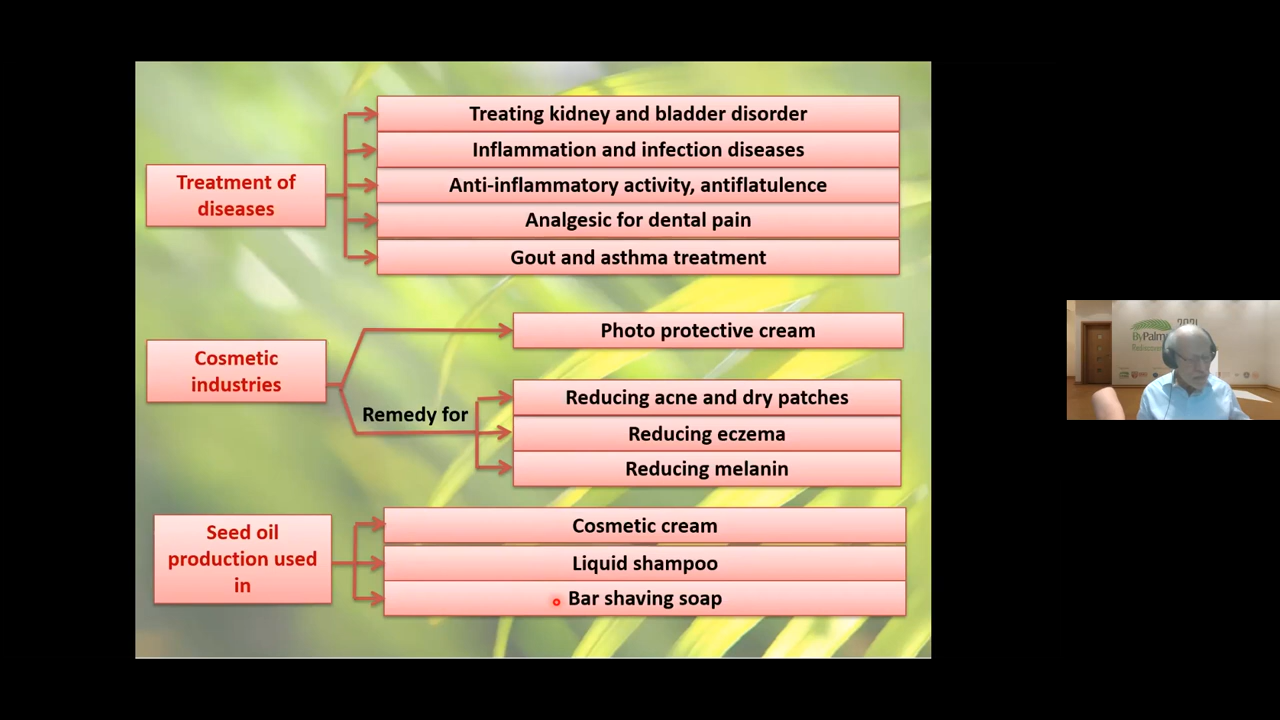 Treating kidney and bladder disorder
Inflammation and infection diseases
Treatment of
diseases
Anti-inflammatory activity, antiflatulence
Analgesic for dental pain
Gout and asthma treatment
Photo protective cream
Cosmetic
industries
Remedy for
Reducing acne and dry patches
Reducing eczema
Reducing melanin
Seed oil
production used
in
Cosmetic cream
Liquid shampoo
Bar shaving soap
2021
ByPalm